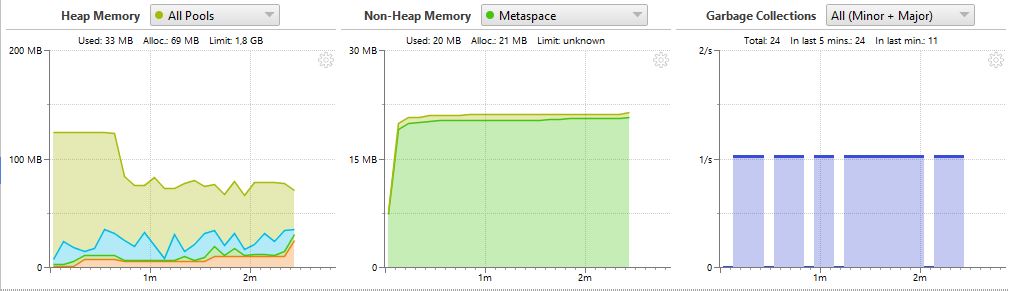 Heap Memory All Pools
Used: 33 MB Alloc.: 69 MB Limit: 1,8 GB
200 MB
100 MB
0
1m 2m
Non-Heap Memory Metaspace
Used: 20 MB Alloc.: 21 MB Limit: unknown
30 MB
15 MB
0
1m 2m
Garbage Collections All (Minor + Major)
Total: 24 In last 5 mins.: 24 In last min.: 11
2/s
1/s
0
1m 2m